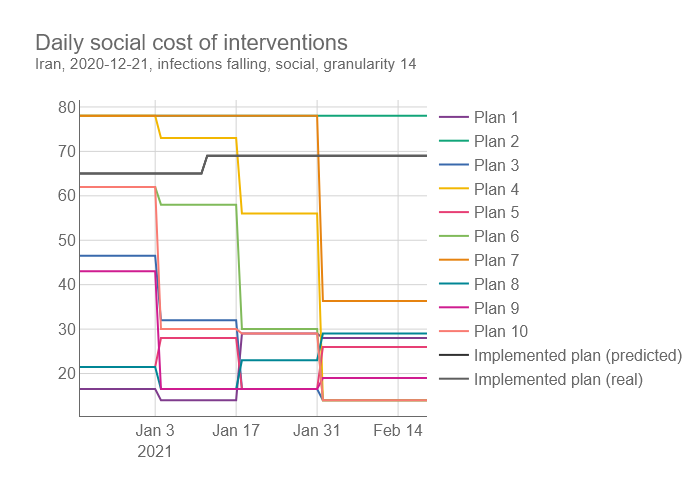 Daily social cost of interventions
Iran, 2020-12-21, infections falling, social, granularity 14
80
70
60
50
40
30
20
Jan 3
2021
Jan 17
Jan 31
Feb 14
Plan 1
Plan 2
Plan 3
Plan 4
Plan 5
Plan 6
Plan 7
Plan 8
Plan 9
Plan 10
Implemented plan (predicted)
Implemented plan (real)